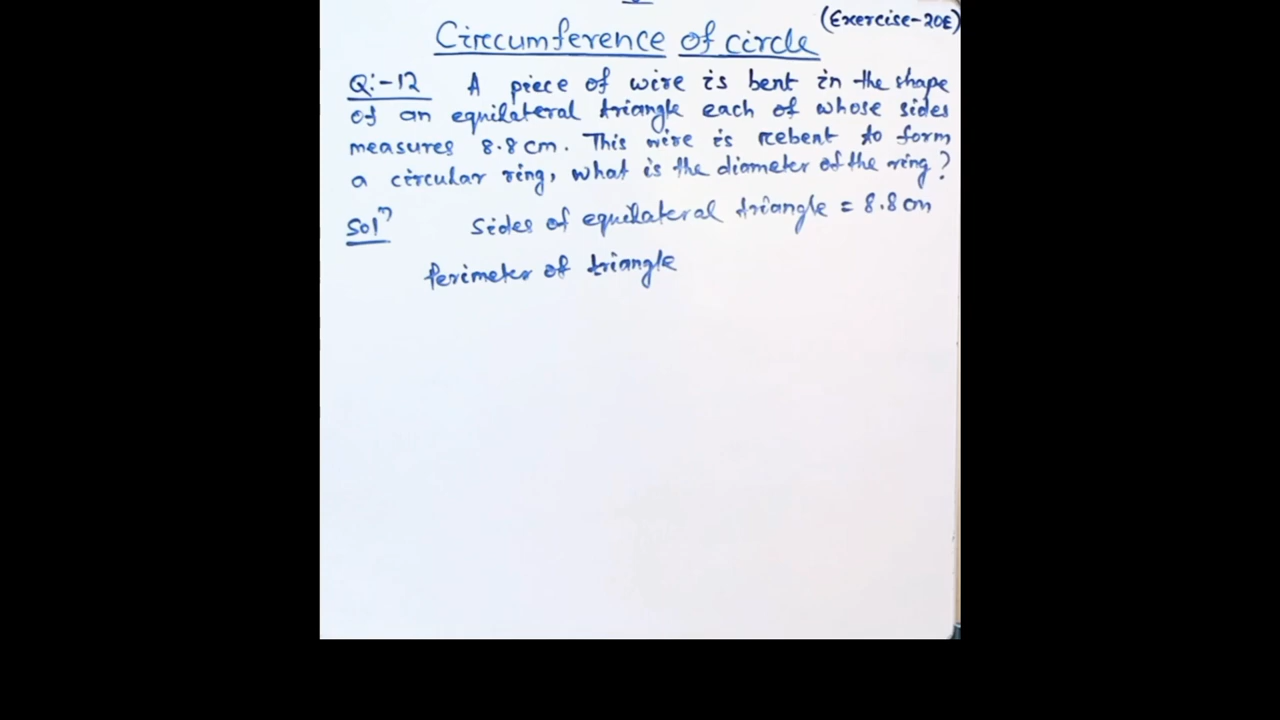 (Exercise-20E)
Circcumference of circle
Q:-12 A piece of wire is bent in the shape
of an equilateral triangle each of whose sides
measures 8.8 cm. This wire is rebent to form
a circular ring, what is the diameter of the ring?
Solⁿ) Sides of equilateral triangle = 8.8 cm
Perimeter of triangle